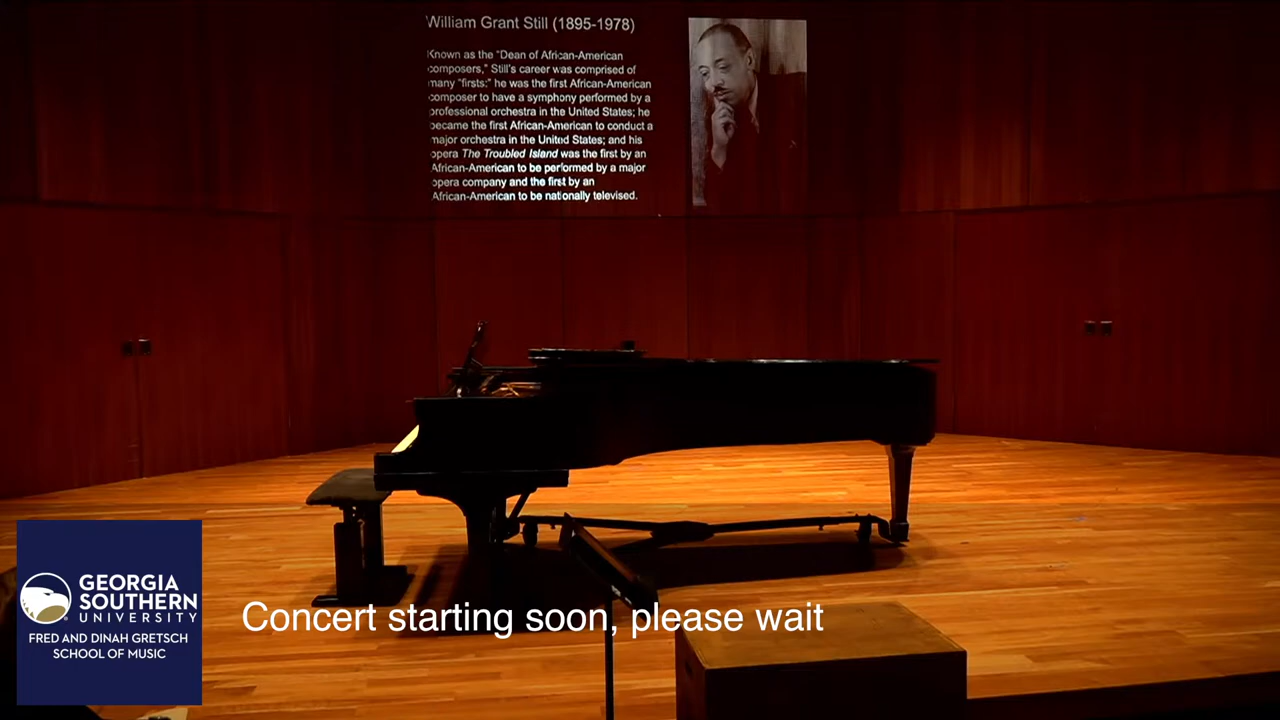 William Grant Still (1895-1978)
Known as the "Dean of African-American
composers," Still's career was comprised of
many "firsts:" he was the first African-American
composer to have a symphony performed by a
professional orchestra in the United States; he
became the first African-American to conduct a
major orchestra in the United States; and his
opera The Troubled Island was the first by an
African-American to be performed by a major
opera company and the first by an
African-American to be nationally televised.
GEORGIA
SOUTHERN
UNIVERSITY
FRED AND DINAH GRETSCH
SCHOOL OF MUSIC
Concert starting soon, please wait